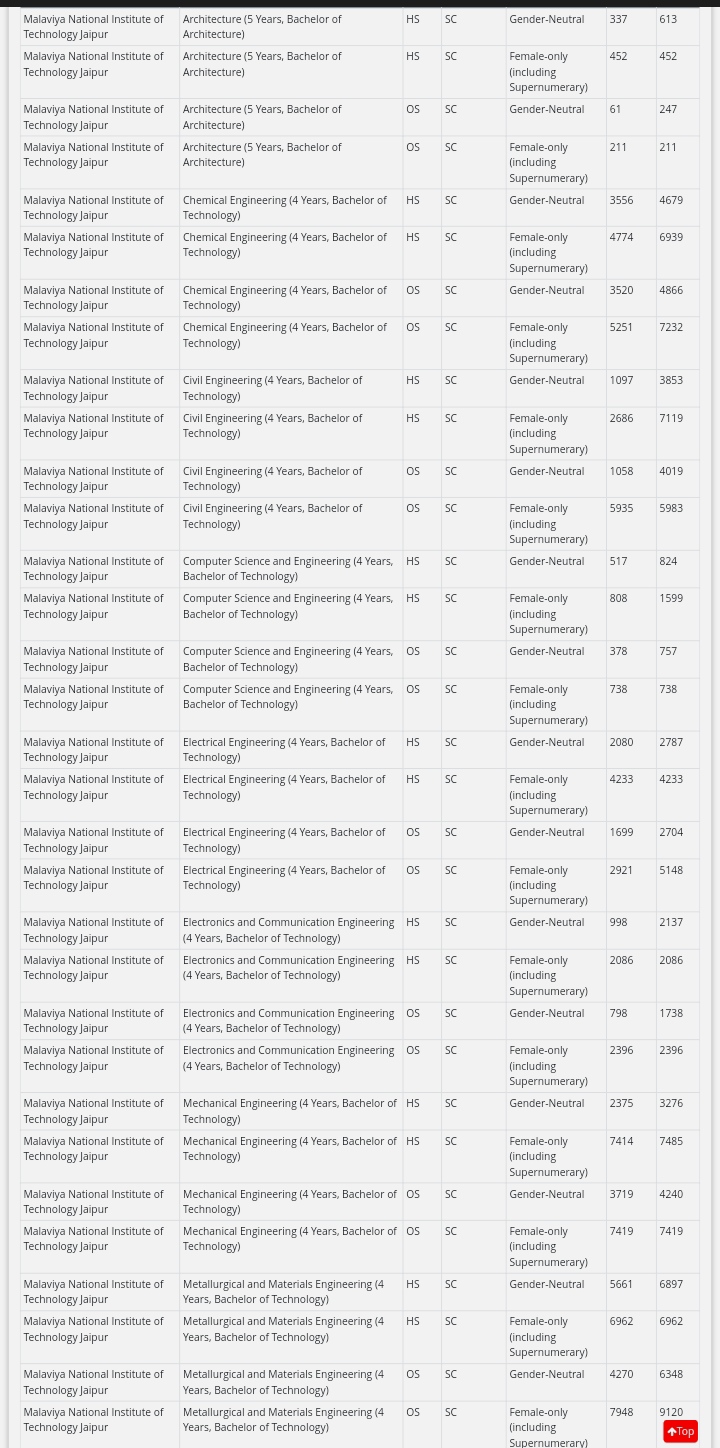 Malaviya National Institute of Technology Jaipur Architecture (5 Years, Bachelor of Architecture) HS SC Gender-Neutral 337 613
Malaviya National Institute of Technology Jaipur Architecture (5 Years, Bachelor of Architecture) HS SC Female-only (including Supernumerary) 452 452
Malaviya National Institute of Technology Jaipur Architecture (5 Years, Bachelor of Architecture) OS SC Gender-Neutral 61 247
Malaviya National Institute of Technology Jaipur Architecture (5 Years, Bachelor of Architecture) OS SC Female-only (including Supernumerary) 211 211
Malaviya National Institute of Technology Jaipur Chemical Engineering (4 Years, Bachelor of Technology) HS SC Gender-Neutral 3556 4679
Malaviya National Institute of Technology Jaipur Chemical Engineering (4 Years, Bachelor of Technology) HS SC Female-only (including Supernumerary) 4774 6939
Malaviya National Institute of Technology Jaipur Chemical Engineering (4 Years, Bachelor of Technology) OS SC Gender-Neutral 3520 4866
Malaviya National Institute of Technology Jaipur Chemical Engineering (4 Years, Bachelor of Technology) OS SC Female-only (including Supernumerary) 5251 7232
Malaviya National Institute of Technology Jaipur Civil Engineering (4 Years, Bachelor of Technology) HS SC Gender-Neutral 1097 3853
Malaviya National Institute of Technology Jaipur Civil Engineering (4 Years, Bachelor of Technology) HS SC Female-only (including Supernumerary) 2686 7119
Malaviya National Institute of Technology Jaipur Civil Engineering (4 Years, Bachelor of Technology) OS SC Gender-Neutral 1058 4019
Malaviya National Institute of Technology Jaipur Civil Engineering (4 Years, Bachelor of Technology) OS SC Female-only (including Supernumerary) 5935 5983
Malaviya National Institute of Technology Jaipur Computer Science and Engineering (4 Years, Bachelor of Technology) HS SC Gender-Neutral 517 824
Malaviya National Institute of Technology Jaipur Computer Science and Engineering (4 Years, Bachelor of Technology) HS SC Female-only (including Supernumerary) 808 1599
Malaviya National Institute of Technology Jaipur Computer Science and Engineering (4 Years, Bachelor of Technology) OS SC Gender-Neutral 378 757
Malaviya National Institute of Technology Jaipur Computer Science and Engineering (4 Years, Bachelor of Technology) OS SC Female-only (including Supernumerary) 738 738
Malaviya National Institute of Technology Jaipur Electrical Engineering (4 Years, Bachelor of Technology) HS SC Gender-Neutral 2080 2787
Malaviya National Institute of Technology Jaipur Electrical Engineering (4 Years, Bachelor of Technology) HS SC Female-only (including Supernumerary) 4233 4233
Malaviya National Institute of Technology Jaipur Electrical Engineering (4 Years, Bachelor of Technology) OS SC Gender-Neutral 1699 2704
Malaviya National Institute of Technology Jaipur Electrical Engineering (4 Years, Bachelor of Technology) OS SC Female-only (including Supernumerary) 2921 5148
Malaviya National Institute of Technology Jaipur Electronics and Communication Engineering (4 Years, Bachelor of Technology) HS SC Gender-Neutral 998 2137
Malaviya National Institute of Technology Jaipur Electronics and Communication Engineering (4 Years, Bachelor of Technology) HS SC Female-only (including Supernumerary) 2086 2086
Malaviya National Institute of Technology Jaipur Electronics and Communication Engineering (4 Years, Bachelor of Technology) OS SC Gender-Neutral 798 1738
Malaviya National Institute of Technology Jaipur Electronics and Communication Engineering (4 Years, Bachelor of Technology) OS SC Female-only (including Supernumerary) 2396 2396
Malaviya National Institute of Technology Jaipur Mechanical Engineering (4 Years, Bachelor of Technology) HS SC Gender-Neutral 2375 3276
Malaviya National Institute of Technology Jaipur Mechanical Engineering (4 Years, Bachelor of Technology) HS SC Female-only (including Supernumerary) 7414 7485
Malaviya National Institute of Technology Jaipur Mechanical Engineering (4 Years, Bachelor of Technology) OS SC Gender-Neutral 3719 4240
Malaviya National Institute of Technology Jaipur Mechanical Engineering (4 Years, Bachelor of Technology) OS SC Female-only (including Supernumerary) 7419 7419
Malaviya National Institute of Technology Jaipur Metallurgical and Materials Engineering (4 Years, Bachelor of Technology) HS SC Gender-Neutral 5661 6897
Malaviya National Institute of Technology Jaipur Metallurgical and Materials Engineering (4 Years, Bachelor of Technology) HS SC Female-only (including Supernumerary) 6962 6962
Malaviya National Institute of Technology Jaipur Metallurgical and Materials Engineering (4 Years, Bachelor of Technology) OS SC Gender-Neutral 4270 6348
Malaviya National Institute of Technology Jaipur Metallurgical and Materials Engineering (4 Years, Bachelor of Technology) OS SC Female-only (including Supernumerary) 7948 9120
Top